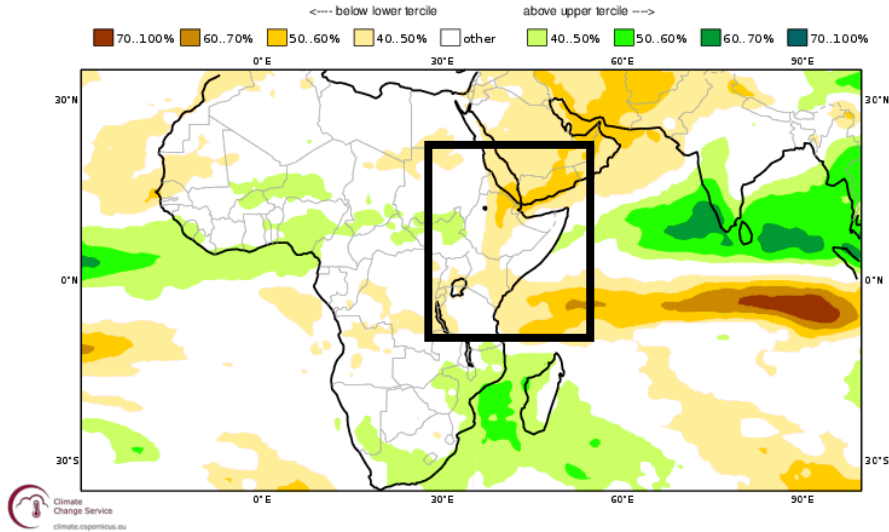 <---- below lower tercile above upper tercile ---->
70..100% 60..70% 50..60% 40..50% other 40..50% 50..60% 60..70% 70..100%
0°E 30°E 60°E 90°E
30°N 30°N
0°N 0°N
30°S 30°S
0°E 30°E 60°E 90°E
Climate
Change Service
climate.copernicus.eu